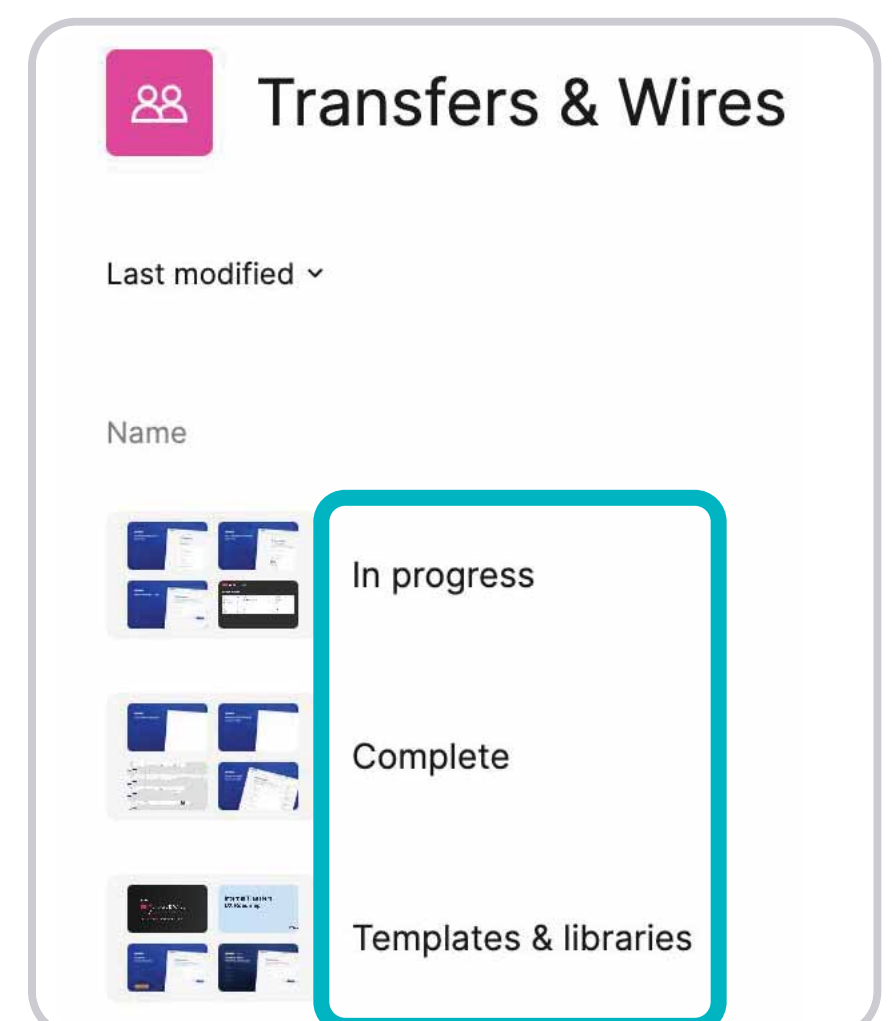 Transfers & Wires
Last modified
Name
In progress
Complete
Templates & libraries